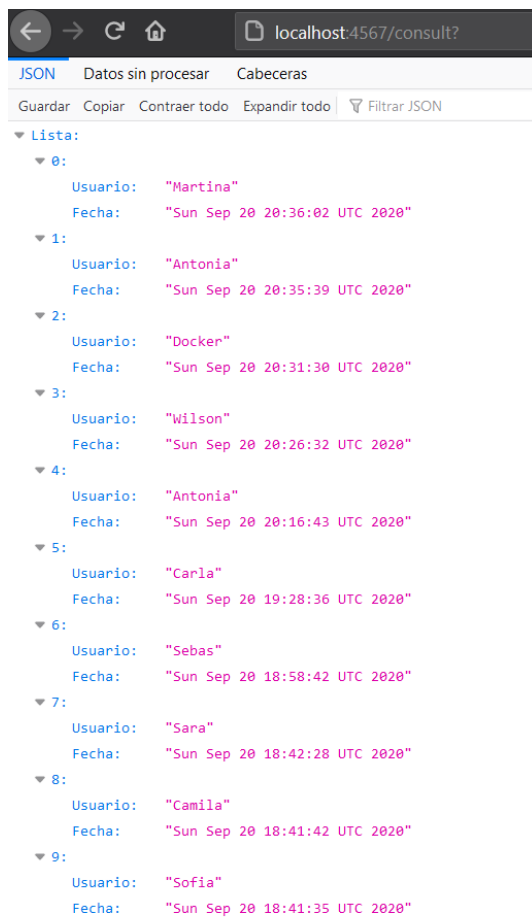 localhost:4567/consult?
JSON Datos sin procesar Cabeceras
Guardar Copiar Contraer todo Expandir todo Filtrar JSON
Lista:
0:
Usuario: "Martina"
Fecha: "Sun Sep 20 20:36:02 UTC 2020"
1:
Usuario: "Antonia"
Fecha: "Sun Sep 20 20:35:39 UTC 2020"
2:
Usuario: "Docker"
Fecha: "Sun Sep 20 20:31:30 UTC 2020"
3:
Usuario: "Wilson"
Fecha: "Sun Sep 20 20:26:32 UTC 2020"
4:
Usuario: "Antonia"
Fecha: "Sun Sep 20 20:16:43 UTC 2020"
5:
Usuario: "Carla"
Fecha: "Sun Sep 20 19:28:36 UTC 2020"
6:
Usuario: "Sebas"
Fecha: "Sun Sep 20 18:58:42 UTC 2020"
7:
Usuario: "Sara"
Fecha: "Sun Sep 20 18:42:28 UTC 2020"
8:
Usuario: "Camila"
Fecha: "Sun Sep 20 18:41:42 UTC 2020"
9:
Usuario: "Sofia"
Fecha: "Sun Sep 20 18:41:35 UTC 2020"